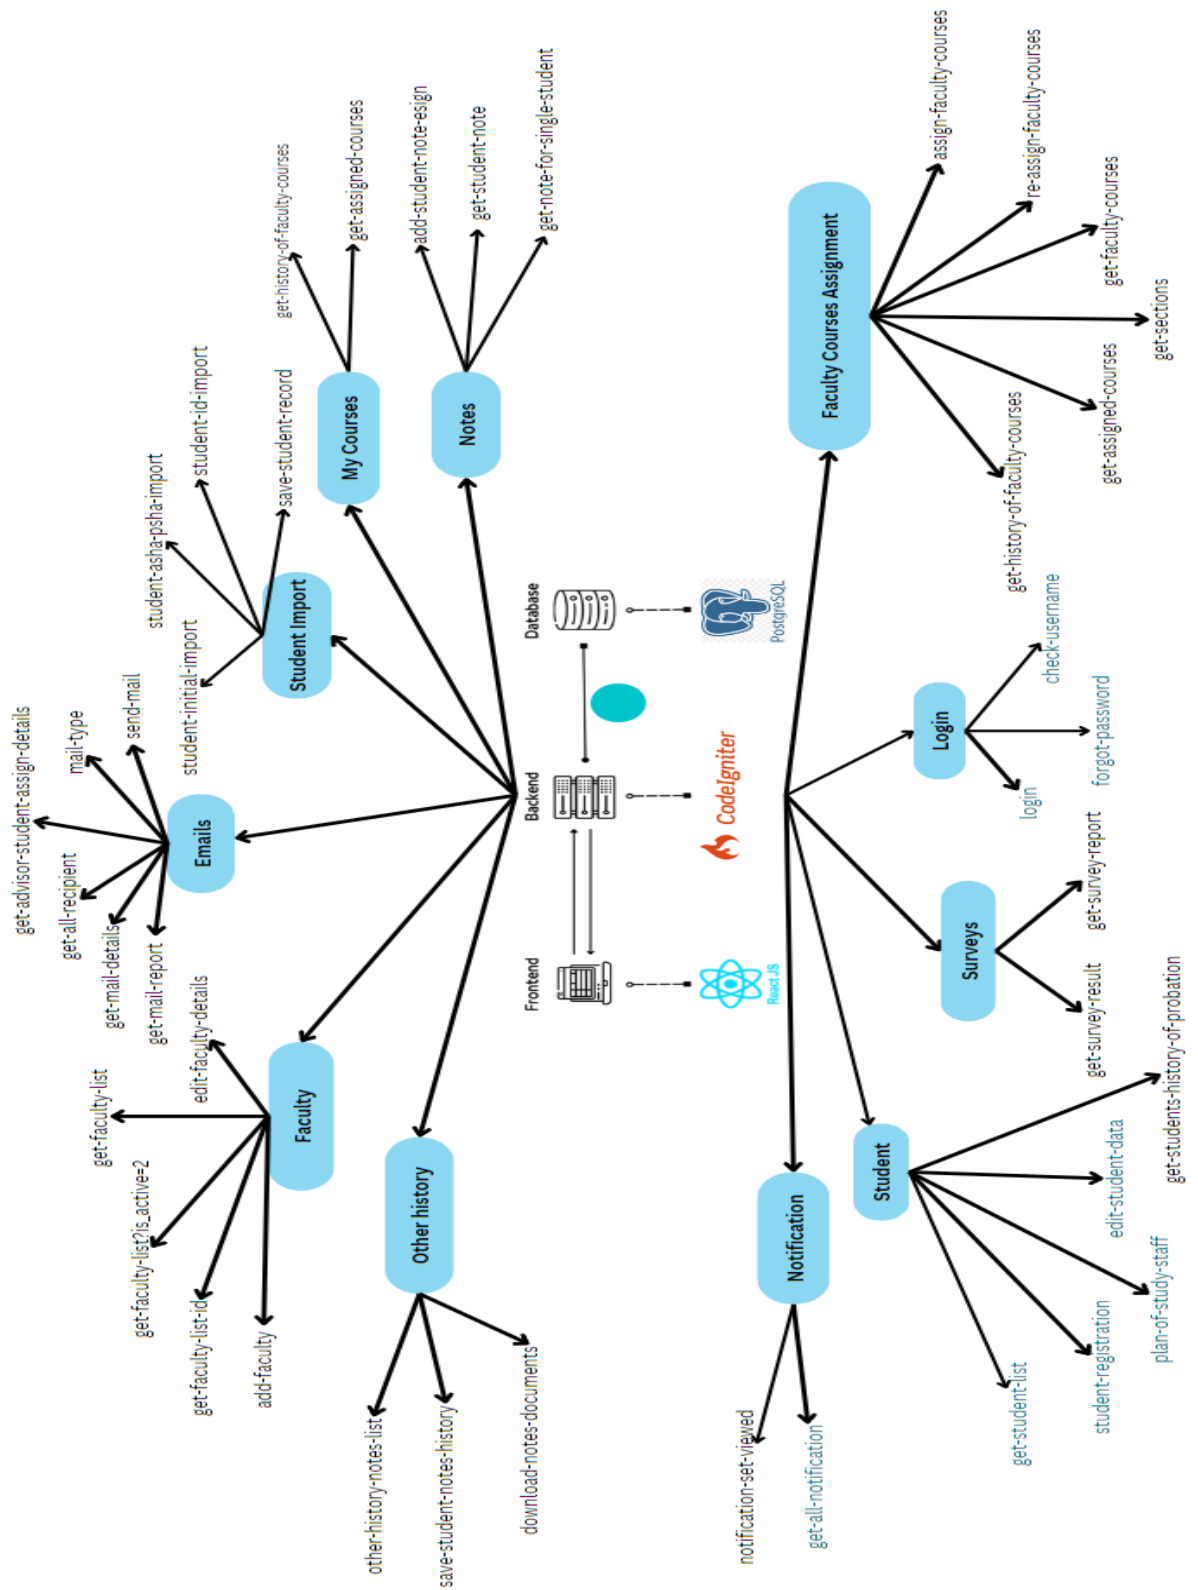 other-history-notes-list
save-student-notes-history
download-notes-documents
Other history
get-faculty-list
get-faculty-list?is_active=2
get-faculty-list-id
add-faculty
edit-faculty-details
Faculty
get-advisor-student-assign-details
get-all-recipient
get-mail-details
get-mail-report
mail-type
send-mail
Emails
student-initial-import
student-asha-psha-import
student-id-import
save-student-record
Student Import
get-history-of-faculty-courses
get-assigned-courses
My Courses
add-student-note-esign
get-student-note
get-note-for-single-student
Notes
Frontend
Backend
Database
React JS
CodeIgniter
PostgreSQL
notification-set-viewed
get-all-notification
Notification
Student
get-student-list
student-registration
plan-of-study-staff
edit-student-data
get-students-history-of-probation
Surveys
get-survey-result
get-survey-report
Login
login
forgot-password
check-username
Faculty Courses Assignment
get-history-of-faculty-courses
get-assigned-courses
get-sections
get-faculty-courses
re-assign-faculty-courses
assign-faculty-courses